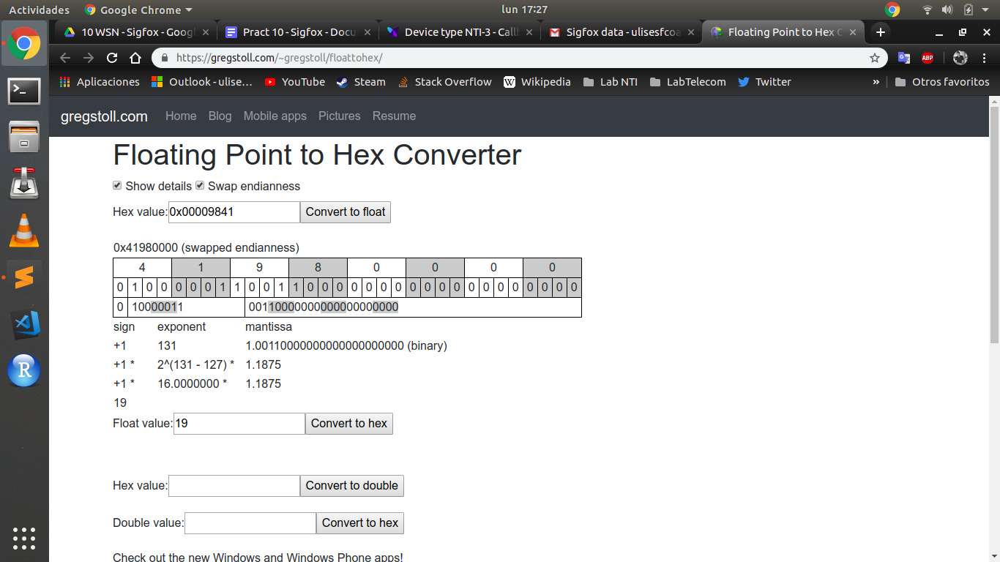 Actividades Google Chrome lun 17:27
10 WSN - Sigfox - Goog Pract 10 - Sigfox - Docu Device type NTI-3 - Callb Sigfox data - ulisesfcoa Floating Point to Hex C
https://gregstoll.com/~gregstoll/floattohex/ ABP
Aplicaciones Outlook - ulise… YouTube Steam Stack Overflow W Wikipedia Lab NTI LabTelecom Twitter » Otros favoritos
gregstoll.com Home Blog Mobile apps Pictures Resume
Floating Point to Hex Converter
Show details Swap endianness
Hex value: 0x00009841 Convert to float
0x41980000 (swapped endianness)
4 1 9 8 0 0 0 0
0 1 0 0 0 0 0 1 1 0 0 1 1 0 0 0 0 0 0 0 0 0 0 0 0 0 0 0 0 0 0 0
0 10000011 00110000000000000000000
sign exponent mantissa
+1 131 1.00110000000000000000000 (binary)
+1 * 2^(131 - 127) * 1.1875
+1 * 16.0000000 * 1.1875
19
Float value: 19 Convert to hex
Hex value: Convert to double
Double value: Convert to hex
Check out the new Windows and Windows Phone apps!